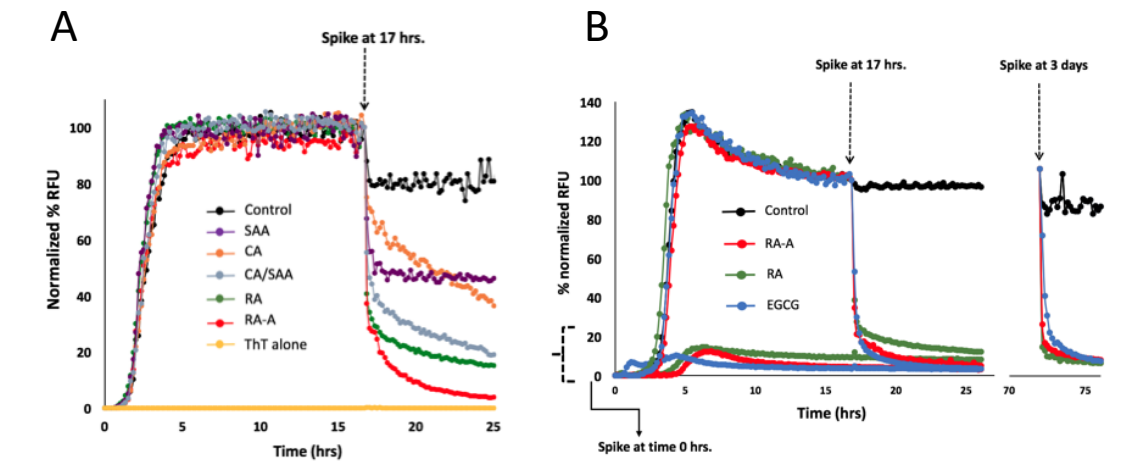 A
B
Spike at 17 hrs.
Normalized % RFU
100
80
60
40
20
0
Control
SAA
CA
CA/SAA
RA
RA-A
ThT alone
0
5
10
15
20
25
Time (hrs)
Spike at 17 hrs.
Spike at 3 days
% normalized RFU
140
120
100
80
60
40
20
0
Control
RA-A
RA
EGCG
0
5
10
15
20
25
70
75
Time (hrs)
Spike at time 0 hrs.